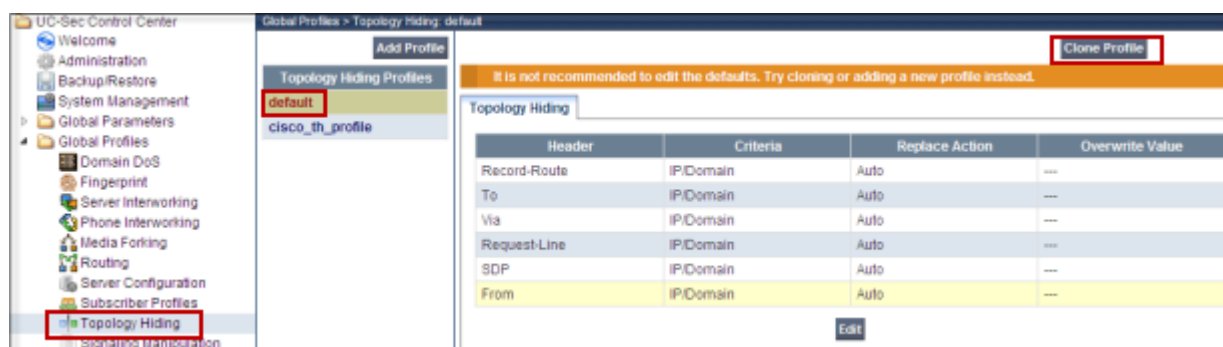 UC-Sec Control Center
Welcome
Administration
Backup/Restore
System Management
Global Parameters
Global Profiles
Domain DoS
Fingerprint
Server Interworking
Phone Interworking
Media Forking
Routing
Server Configuration
Subscriber Profiles
Topology Hiding
Signaling Manipulation
Global Profiles > Topology Hiding: default
Add Profile
Topology Hiding Profiles
default
cisco_th_profile
Clone Profile
It is not recommended to edit the defaults. Try cloning or adding a new profile instead.
Topology Hiding
Header Criteria Replace Action Overwrite Value
Record-Route IP/Domain Auto ---
To IP/Domain Auto ---
Via IP/Domain Auto ---
Request-Line IP/Domain Auto ---
SDP IP/Domain Auto ---
From IP/Domain Auto ---
Edit